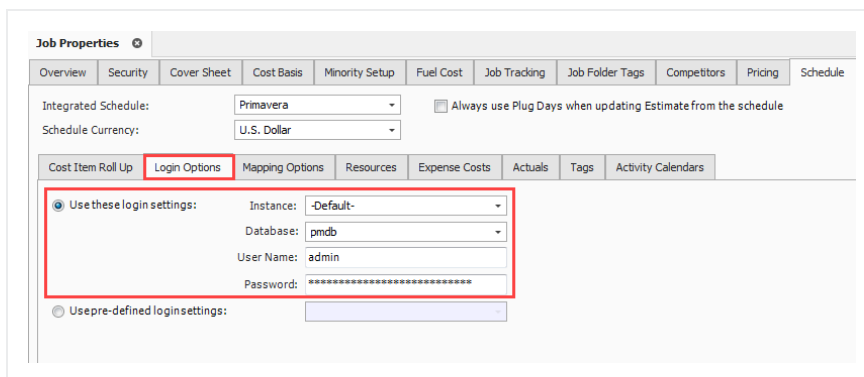 Job Properties
Overview Security Cover Sheet Cost Basis Minority Setup Fuel Cost Job Tracking Job Folder Tags Competitors Pricing Schedule
Integrated Schedule: Primavera Always use Plug Days when updating Estimate from the schedule
Schedule Currency: U.S. Dollar
Cost Item Roll Up Login Options Mapping Options Resources Expense Costs Actuals Tags Activity Calendars
Use these login settings: Instance: -Default-
Database: pmdb
User Name: admin
Password: ****************************
Use pre-defined login settings: